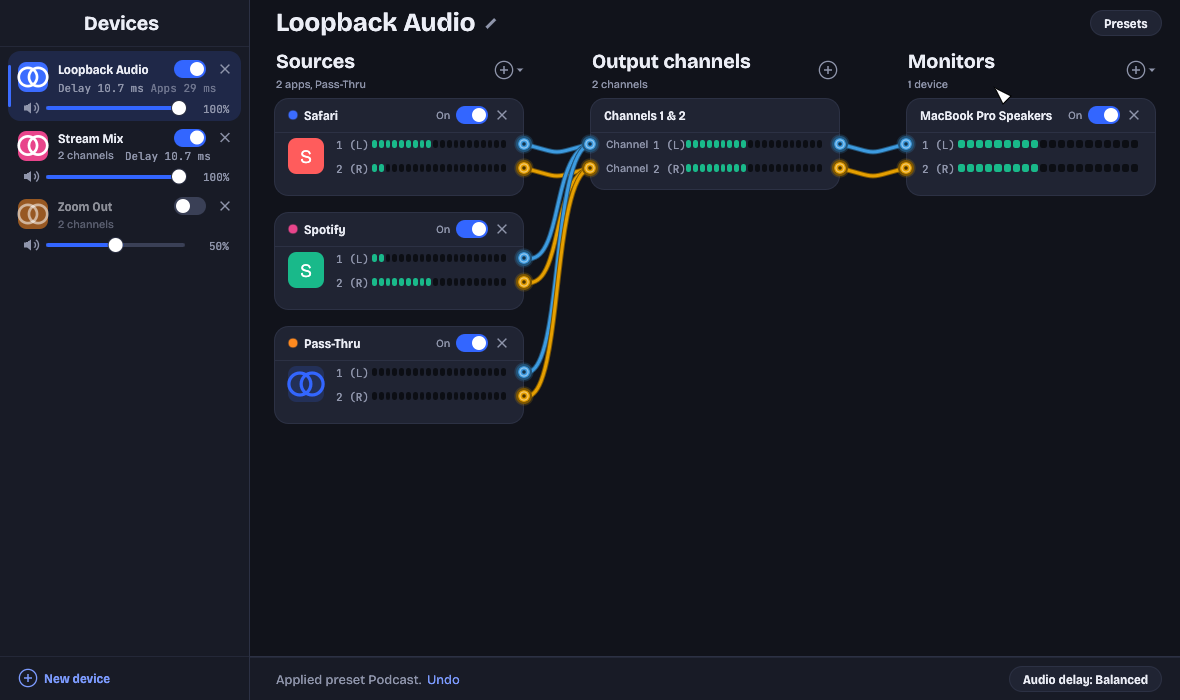 Devices
Loopback Audio
Delay 10.7 ms Apps 29 ms
100%
Stream Mix
2 channels Delay 10.7 ms
100%
Zoom Out
2 channels
50%
New device
Loopback Audio
Presets
Sources
2 apps, Pass-Thru
Output channels
2 channels
Monitors
1 device
Safari On
S
1 (L)
2 (R)
Spotify On
S
1 (L)
2 (R)
Pass-Thru On
1 (L)
2 (R)
Channels 1 & 2
Channel 1 (L)
Channel 2 (R)
MacBook Pro Speakers On
1 (L)
2 (R)
Applied preset Podcast. Undo
Audio delay: Balanced